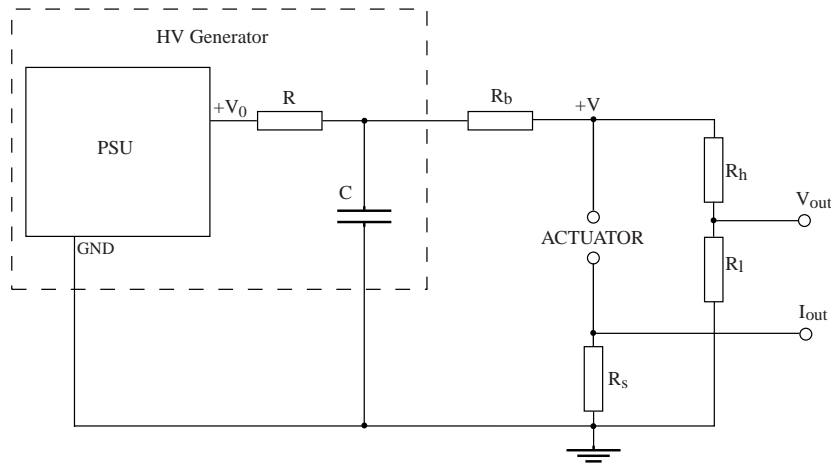 HV Generator
+V0
R
Rb
+V
PSU
Rh
C
Vout
ACTUATOR
GND
Rl
Iout
Rs